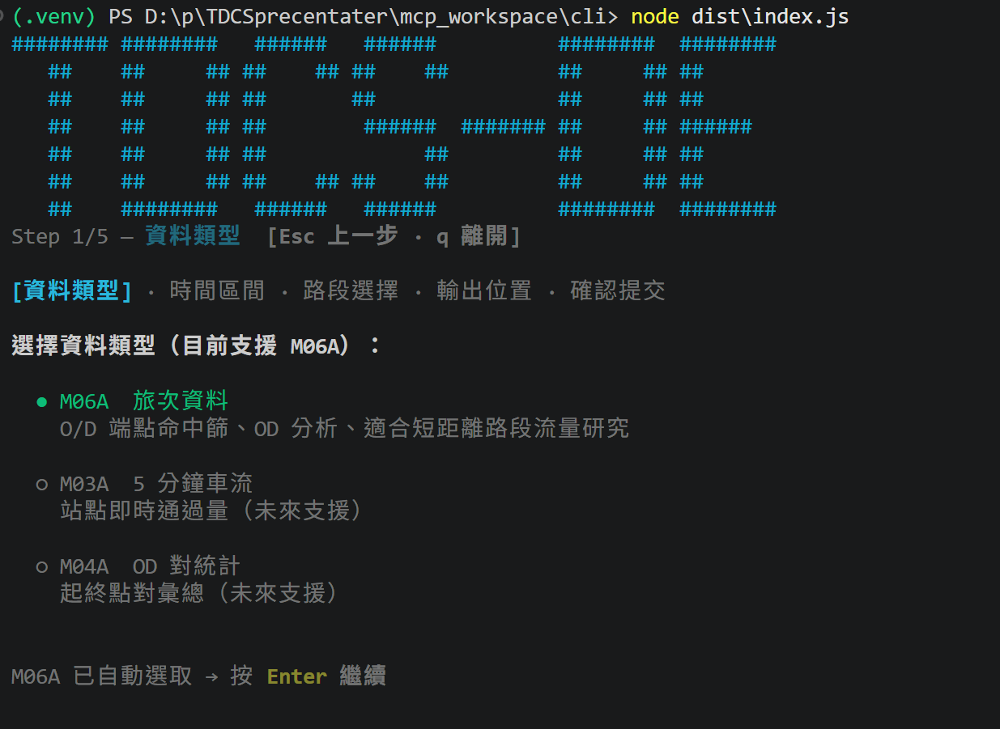 (.venv) PS D:\p\TDCSprecentater\mcp_workspace\cli> node dist\index.js
######## ########   ######   ######          ########  ########
   ##    ##     ## ##    ## ##    ##         ##     ## ##
   ##    ##     ## ##       ##               ##     ## ##
   ##    ##     ## ##        ######  ####### ##     ## ######
   ##    ##     ## ##             ##         ##     ## ##
   ##    ##     ## ##    ## ##    ##         ##     ## ##
   ##    ########   ######   ######          ########  ########
Step 1/5 — 資料類型  [Esc 上一步 · q 離開]
[資料類型] · 時間區間 · 路段選擇 · 輸出位置 · 確認提交
選擇資料類型（目前支援 M06A）：
● M06A  旅次資料
O/D 端點命中篩、OD 分析、適合短距離路段流量研究
○ M03A  5 分鐘車流
站點即時通過量（未來支援）
○ M04A  OD 對統計
起終點對彙總（未來支援）
M06A 已自動選取 → 按 Enter 繼續